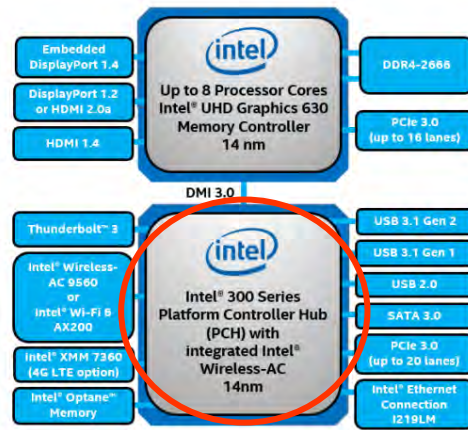 Embedded
DisplayPort 1.4
DisplayPort 1.2
or HDMI 2.0a
HDMI 1.4
intel
Up to 8 Processor Cores
Intel® UHD Graphics 630
Memory Controller
14 nm
DDR4-2666
PCIe 3.0
(up to 16 lanes)
DMI 3.0
Thunderbolt™ 3
Intel® Wireless-
AC 9560
or
Intel® Wi-Fi 6
AX200
Intel® XMM 7360
(4G LTE option)
Intel® Optane™
Memory
intel
Intel® 300 Series
Platform Controller Hub
(PCH) with
integrated Intel®
Wireless-AC
14nm
USB 3.1 Gen 2
USB 3.1 Gen 1
USB 2.0
SATA 3.0
PCIe 3.0
(up to 20 lanes)
Intel® Ethernet
Connection
I219LM